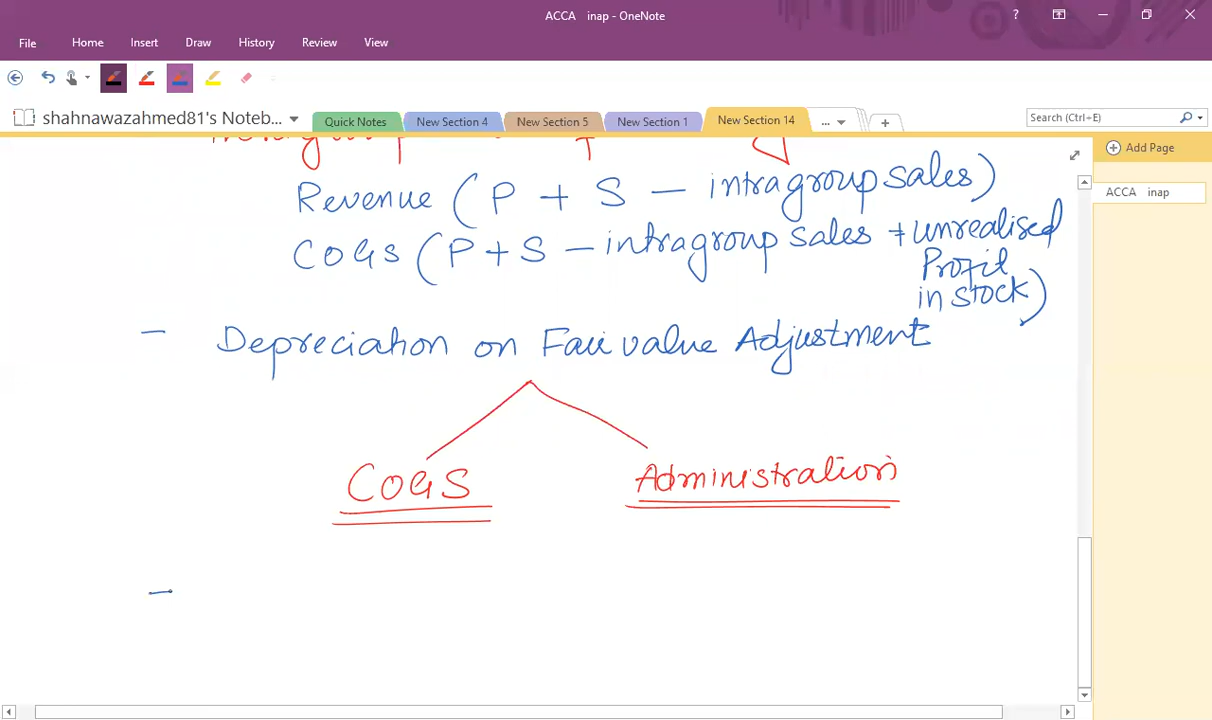 ACCA inap - OneNote
File Home Insert Draw History Review View
shahnawazahmed81's Noteb... Quick Notes New Section 4 New Section 5 New Section 1 New Section 14 ... Search (Ctrl+E)
Add Page
ACCA inap
Revenue (P + S - intragroup sales)
COGS (P + S - intragroup sales + unrealised
Profit
in stock)
- Depreciation on Fair value Adjustment
COGS Administration
-